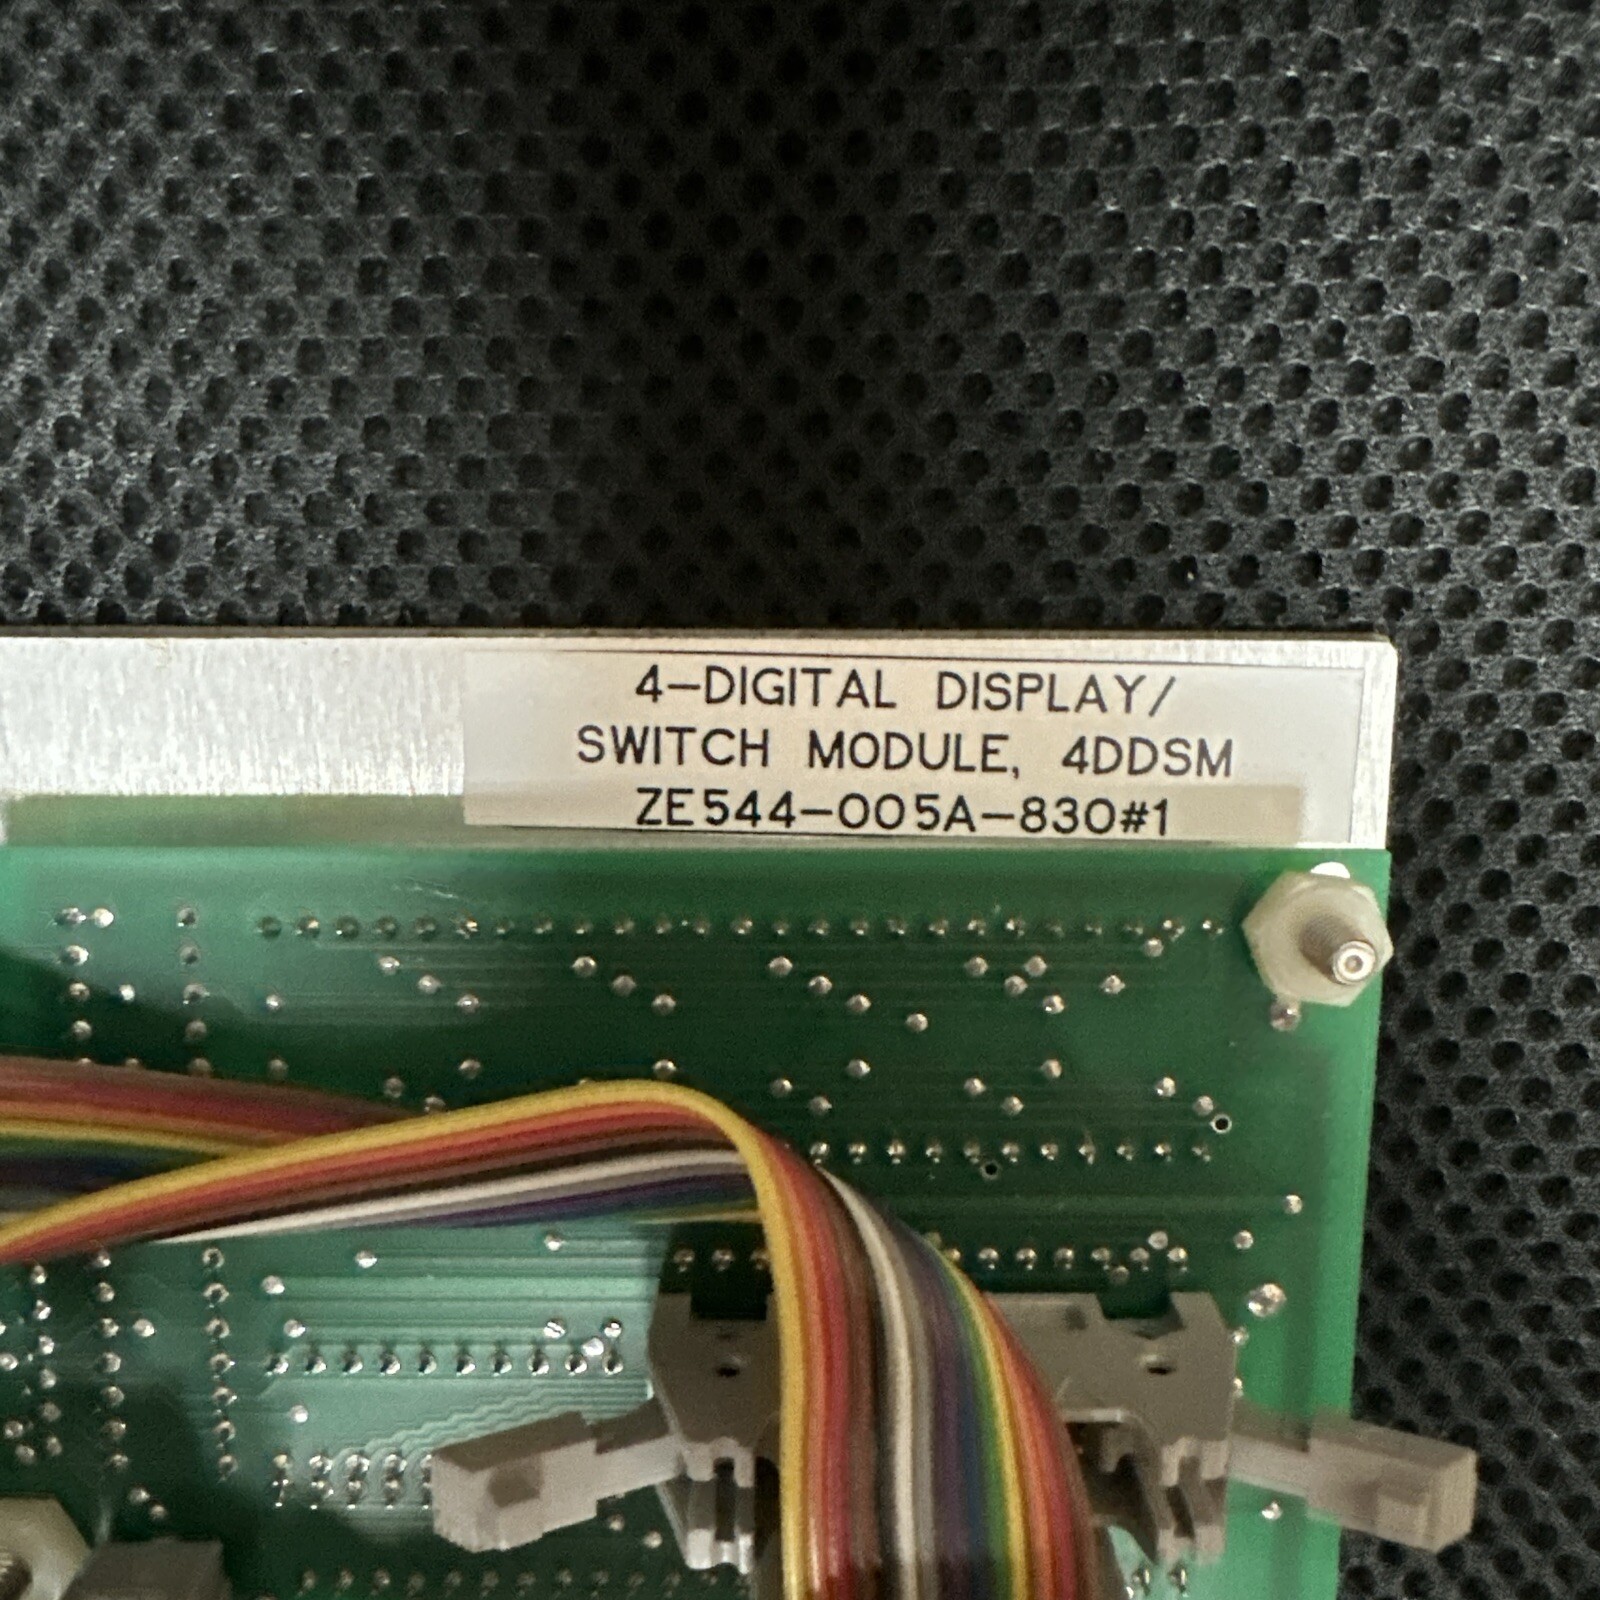 4-DIGITAL DISPLAY/
SWITCH MODULE, 4DDSM
ZE544-005A-830#1